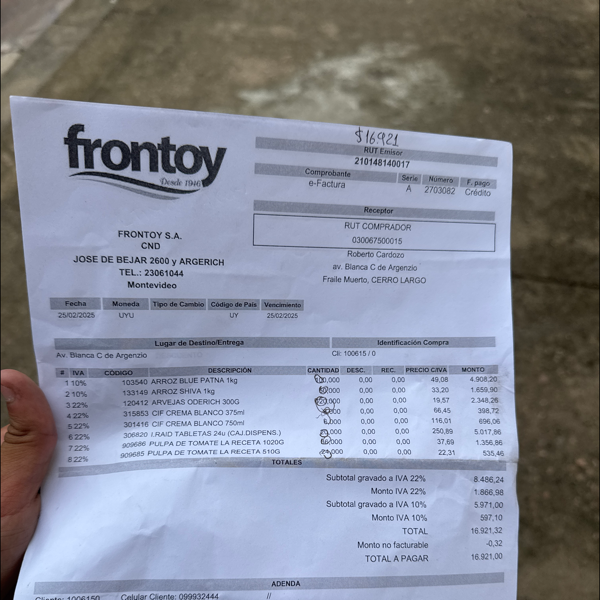 $16921
frontoy
Desde 1940
RUT Emisor
210148140017
Comprobante Serie Número F. pago
e-Factura A 2703082 Crédito
Receptor
RUT COMPRADOR
030067500015
Roberto Cardozo
av. Blanca C de Argenzio
Fraile Muerto, CERRO LARGO
FRONTOY S.A.
CND
JOSE DE BEJAR 2600 y ARGERICH
TEL.: 23061044
Montevideo
Fecha Moneda Tipo de Cambio Código de País Vencimiento
25/02/2025 UYU UY 25/02/2025
Lugar de Destino/Entrega Identificación Compra
Av. Blanca C de Argenzio CII: 100615 / 0
# IVA CÓDIGO DESCRIPCIÓN CANTIDAD DESC. REC. PRECIO C/IVA MONTO
1 10% 103540 ARROZ BLUE PATNA 1kg 0,00 0,00 49,08 4.908,20
2 10% 133149 ARROZ SHIVA 1kg 0,00 0,00 33,20 1.659,90
3 22% 120412 ARVEJAS ODERICH 300G 0,00 0,00 19,57 2.348,26
4 22% 315853 CIF CREMA BLANCO 375ml 0,00 0,00 66,45 398,72
5 22% 301416 CIF CREMA BLANCO 750ml 0,00 0,00 116,01 696,06
6 22% 306820 I.RAID TABLETAS 24u (CAJ.DISPENS.) 0,00 0,00 250,89 5.017,86
7 22% 909686 PULPA DE TOMATE LA RECETA 1020G 0,00 0,00 37,69 1.356,86
8 22% 909685 PULPA DE TOMATE LA RECETA 510G 24,000 0,00 0,00 22,31 535,46
TOTALES
Subtotal gravado a IVA 22% 8.486,24
Monto IVA 22% 1.866,98
Subtotal gravado a IVA 10% 5.971,00
Monto IVA 10% 597,10
TOTAL 16.921,32
Monto no facturable -0,32
TOTAL A PAGAR 16.921,00
ADENDA
Cliente: 1006150 Celular Cliente: 099932444 //